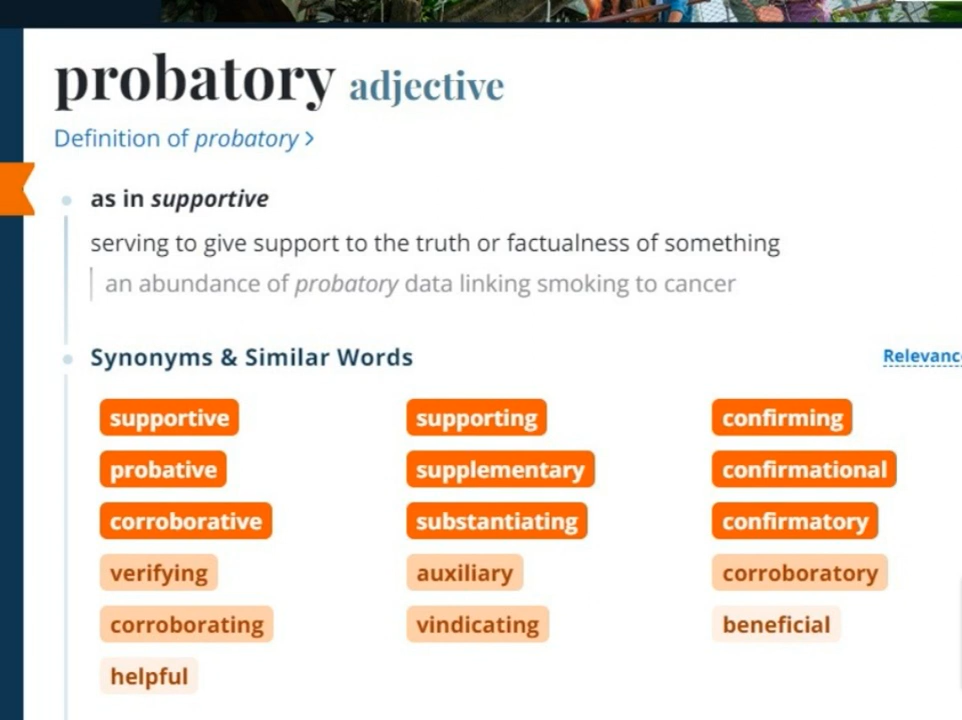 probatory adjective
Definition of probatory >
as in supportive
serving to give support to the truth or factualness of something
an abundance of probatory data linking smoking to cancer
Synonyms & Similar Words
supportive supporting confirming
probative supplementary confirmational
corroborative substantiating confirmatory
verifying auxiliary corroboratory
corroborating vindicating beneficial
helpful